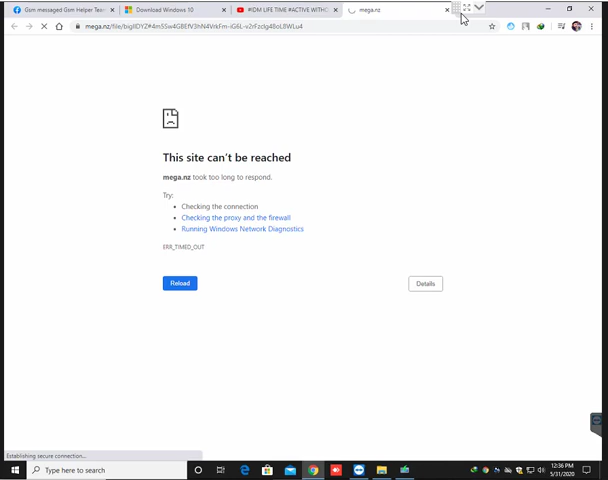 Gsm messaged Gsm Helper Tea
Download Windows 10
#IDM LIFE TIME #ACTIVE WITHO
mega.nz
This site can't be reached
mega.nz took too long to respond.
Try:
• Checking the connection
• Checking the proxy and the firewall
• Running Windows Network Diagnostics
ERR_TIMED_OUT
Reload
Details
Establishing secure connection...
Type here to search
12:36 PM
5/31/2020